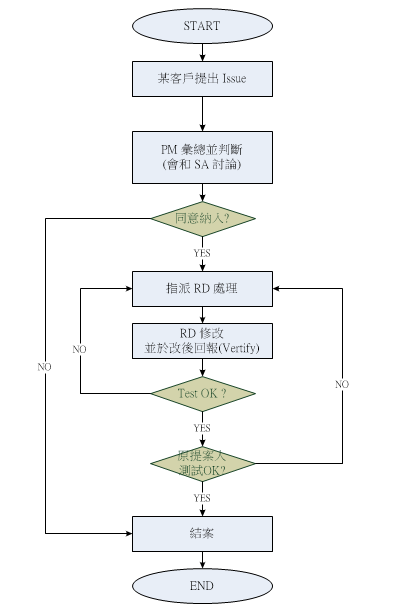 START
某客戶提出 Issue
PM 彙總並判斷
(會和 SA 討論)
同意納入?
YES
指派 RD 處理
RD 修改
並於改後回報(Vertify)
NO
NO
Test OK ?
NO
YES
原提案人
測試OK?
YES
結案
END